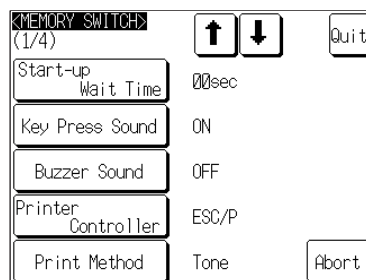 <MEMORY SWITCH>
(1/4)
Quit
Start-up
Wait Time
00sec
Key Press Sound
ON
Buzzer Sound
OFF
Printer
Controller
ESC/P
Print Method
Tone
Abort